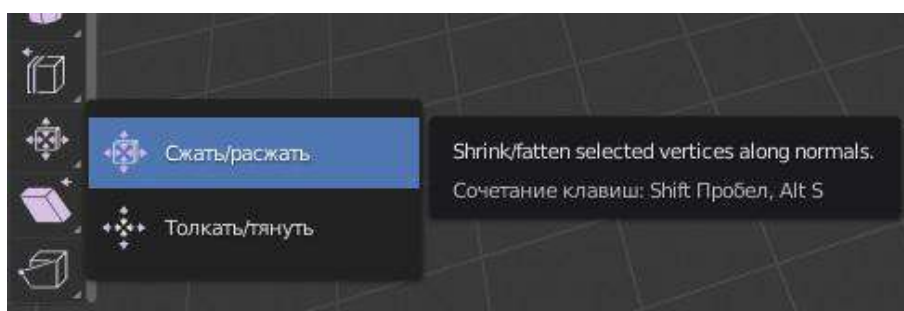 Сжать/расжать
Shrink/fatten selected vertices along normals.
Сочетание клавиш: Shift Пробел, Alt S
Толкать/тянуть